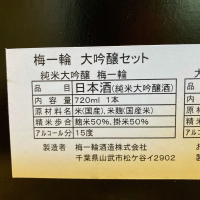 梅一輪 大吟醸セット
純米大吟醸 梅一輪
品目 日本酒(純米吟醸酒)
内容量 720ml 1本
原材料名 米(国産)、米麹(国産米)
精米歩合 麹米50%、掛米50%
アルコール分 15度
製造者 梅一輪酒造株式会社
千葉県山武市松ケ谷イ2902